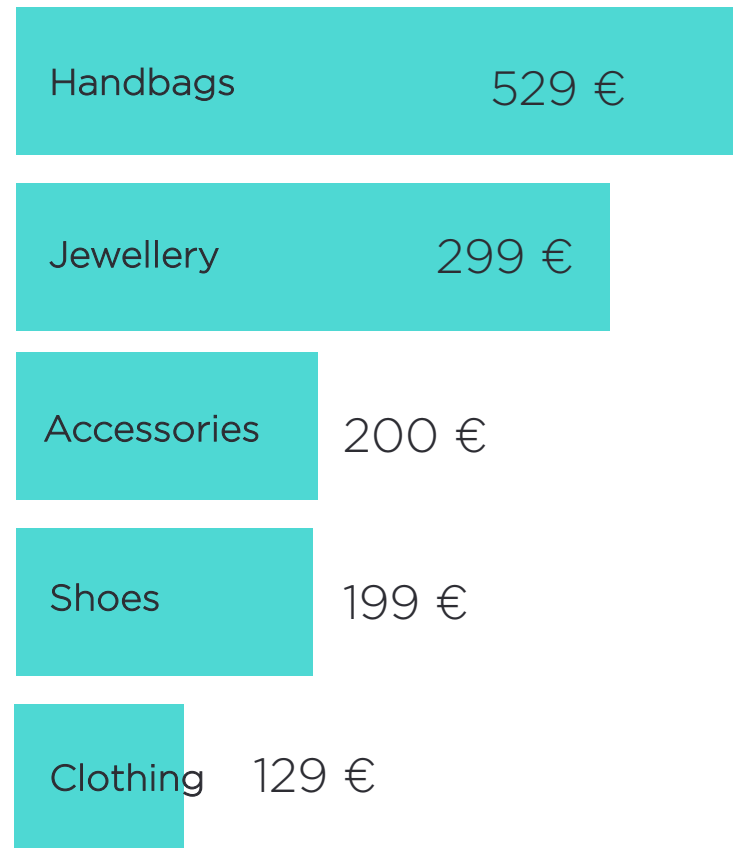 Handbags 529 €
Jewellery 299 €
Accessories 200 €
Shoes 199 €
Clothing 129 €